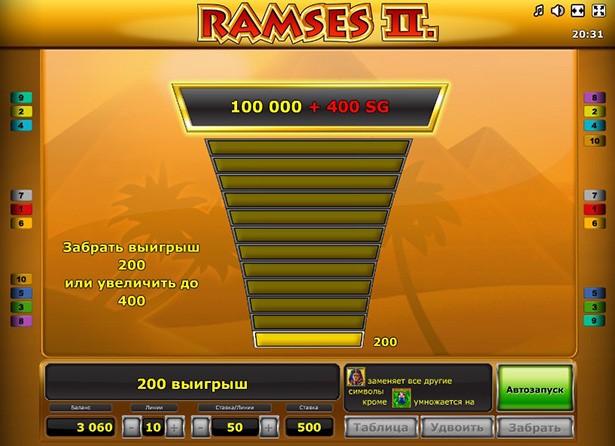 RAMSES II.
20:31
100 000 + 400 SG
9
2
4
8
2
4
10
7
1
6
7
1
6
Забрать выигрыш
200
или увеличить до
400
10
5
3
8
10
5
3
9
200
200 выигрыш
заменяет все другие
символы
кроме умножается на
Автозапуск
Баланс
Линии
Ставка/Линии
Ставка
3 060
- 10 +
- 50 +
500
Таблица
Удвоить
Забрать